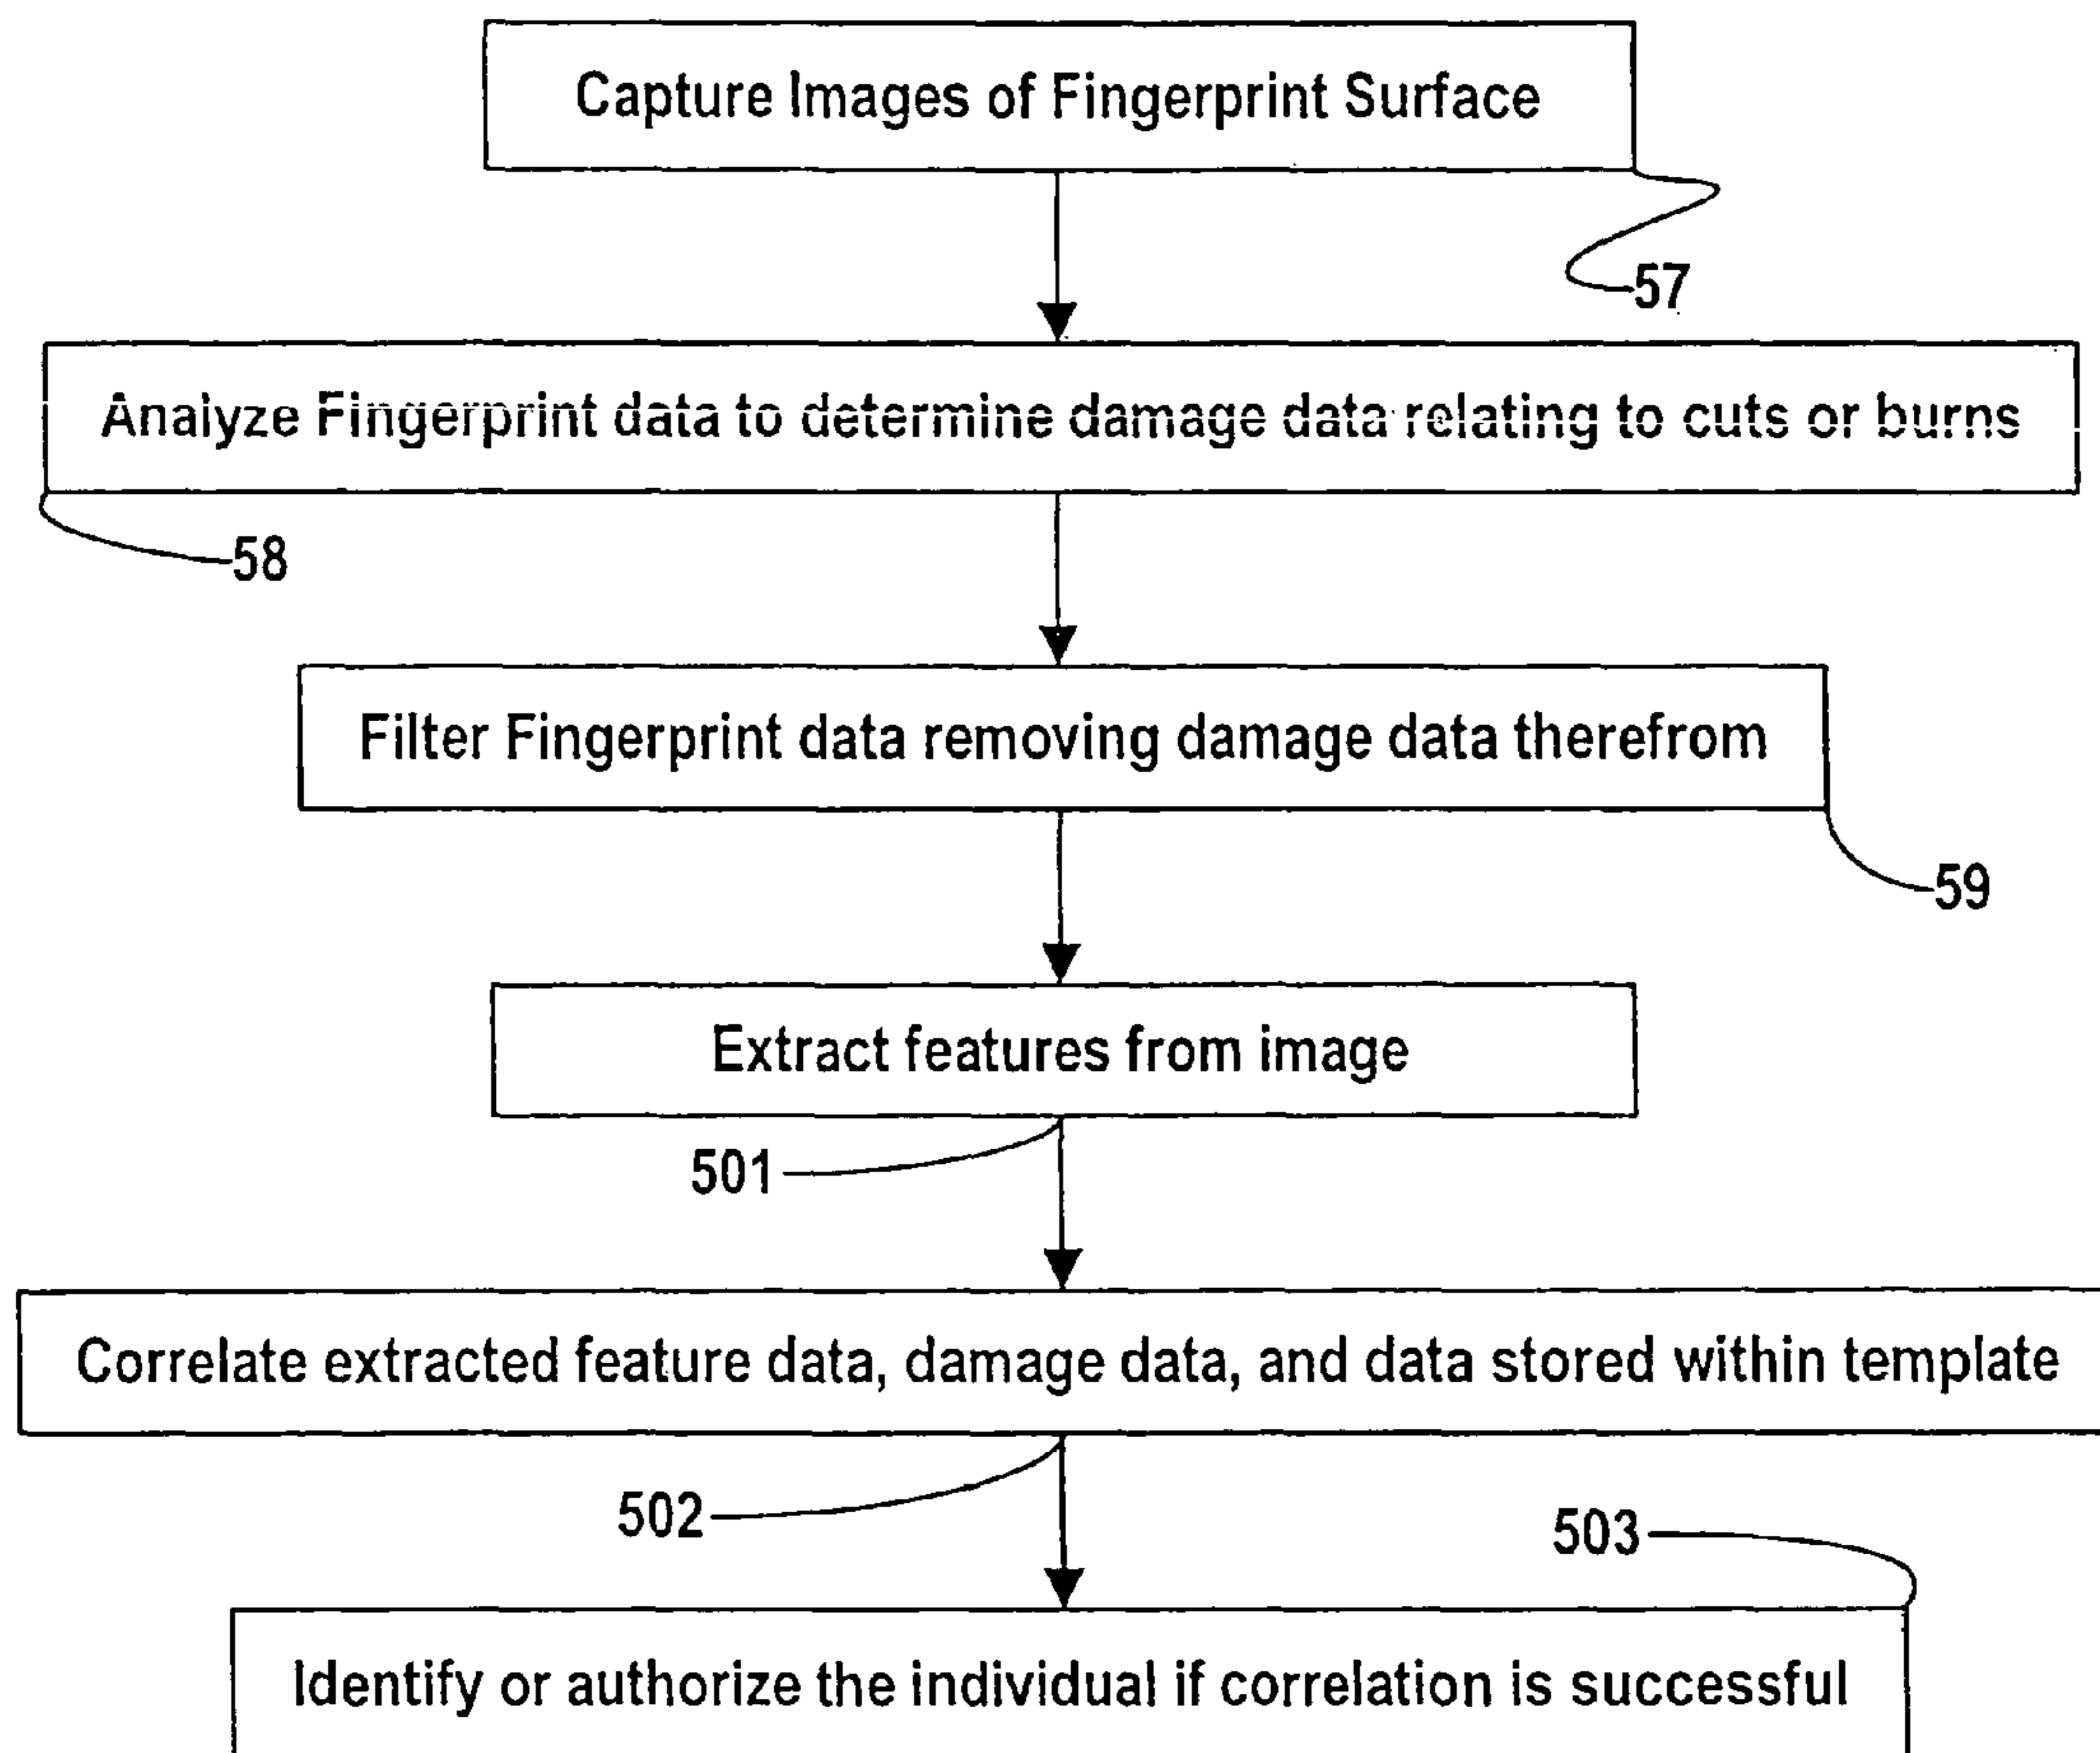 Capture Images of Fingerprint Surface
57
Analyze Fingerprint data to determine damage data relating to cuts or burns
58
Filter Fingerprint data removing damage data therefrom
59
Extract features from image
501
Correlate extracted feature data, damage data, and data stored within template
502
503
Identify or authorize the individual if correlation is successful